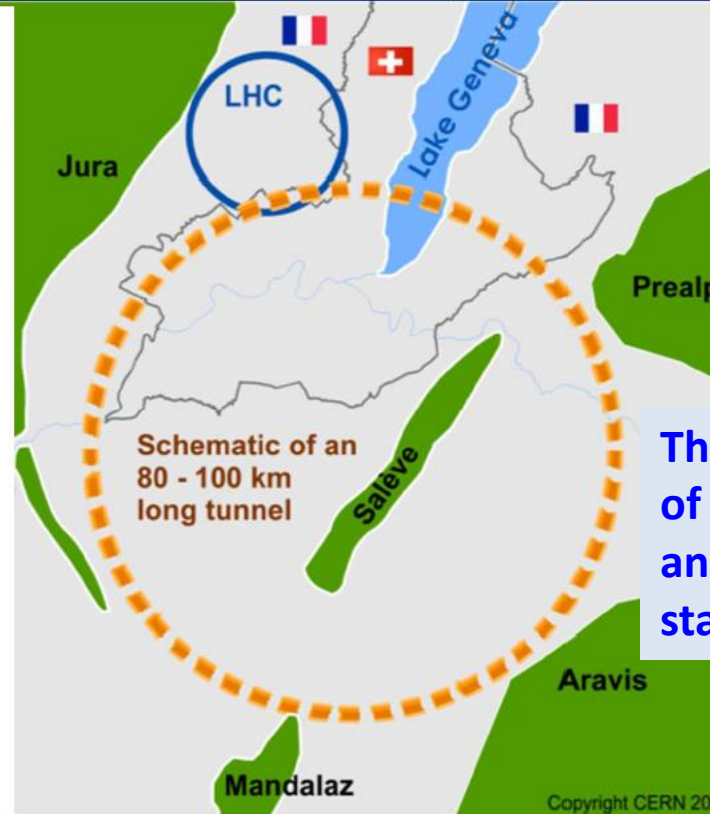 LHC
Lake Geneva
Jura
Prealp
Schematic of an
80 - 100 km
long tunnel
Salève
Th
of
an
sta
Aravis
Mandalaz
Copyright CERN 20